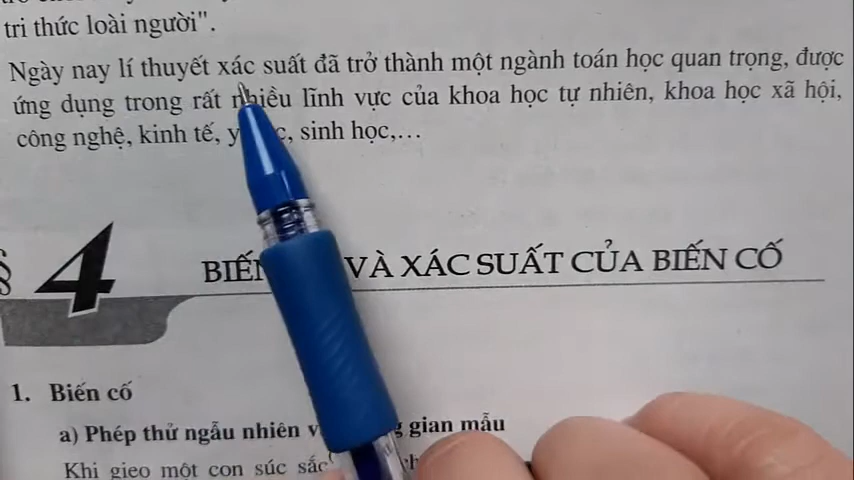 tri thức loài người".
Ngày nay lí thuyết xác suất đã trở thành một ngành toán học quan trọng, được
ứng dụng trong rất nhiều lĩnh vực của khoa học tự nhiên, khoa học xã hội,
công nghệ, kinh tế, sinh học,...
§ 4 BIẾN VÀ XÁC SUẤT CỦA BIẾN CỐ
1. Biến cố
a) Phép thử ngẫu nhiên gian mẫu
Khi gieo một con súc sắc